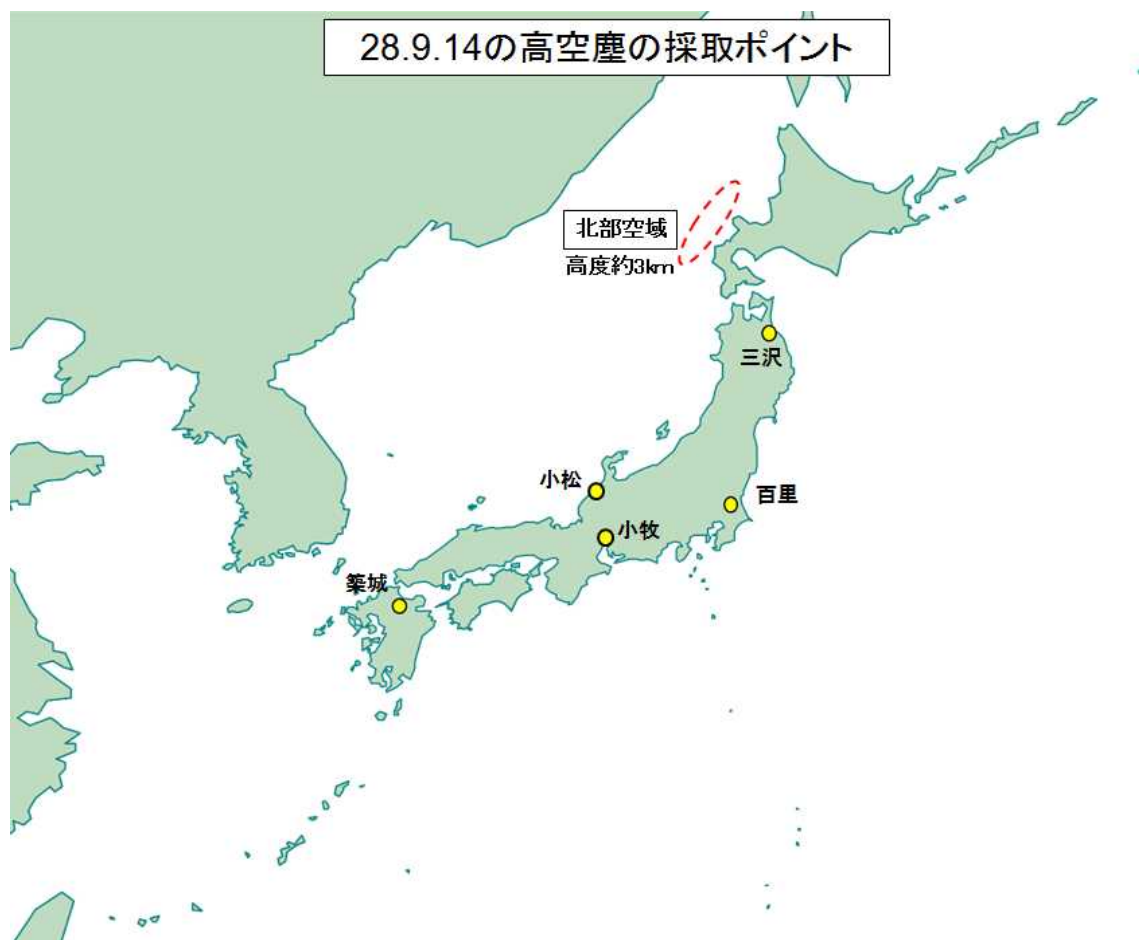 28.9.14の高空塵の採取ポイント
北部空域
高度約3km
三沢
小松
百里
小牧
築城